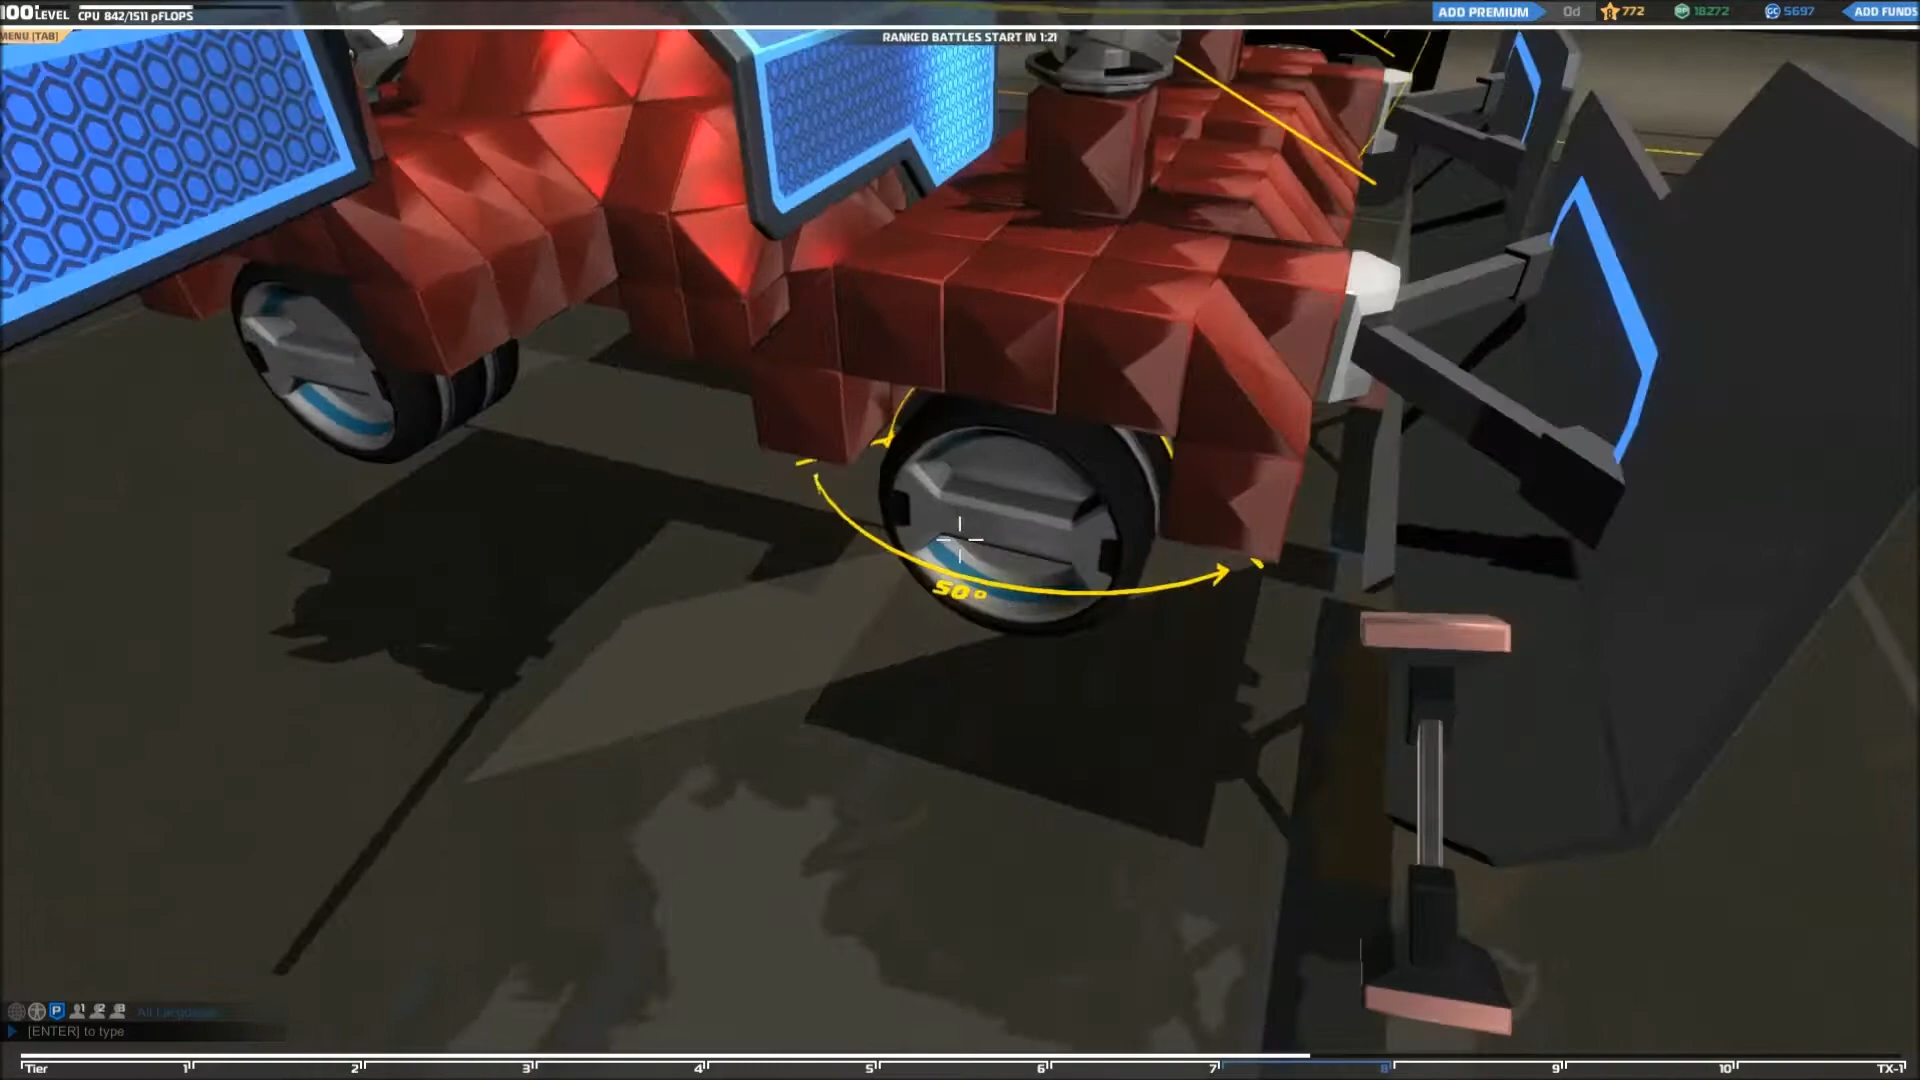 100 LEVEL CPU 842/1511 pFLOPS
ADD PREMIUM 0d 772 18272 GC 5697 ADD FUNDS
MENU [TAB]
RANKED BATTLES START IN 1:21
50°
P
[ENTER] to type
Tier 1 2 3 4 5 6 7 8 9 10 TX-1